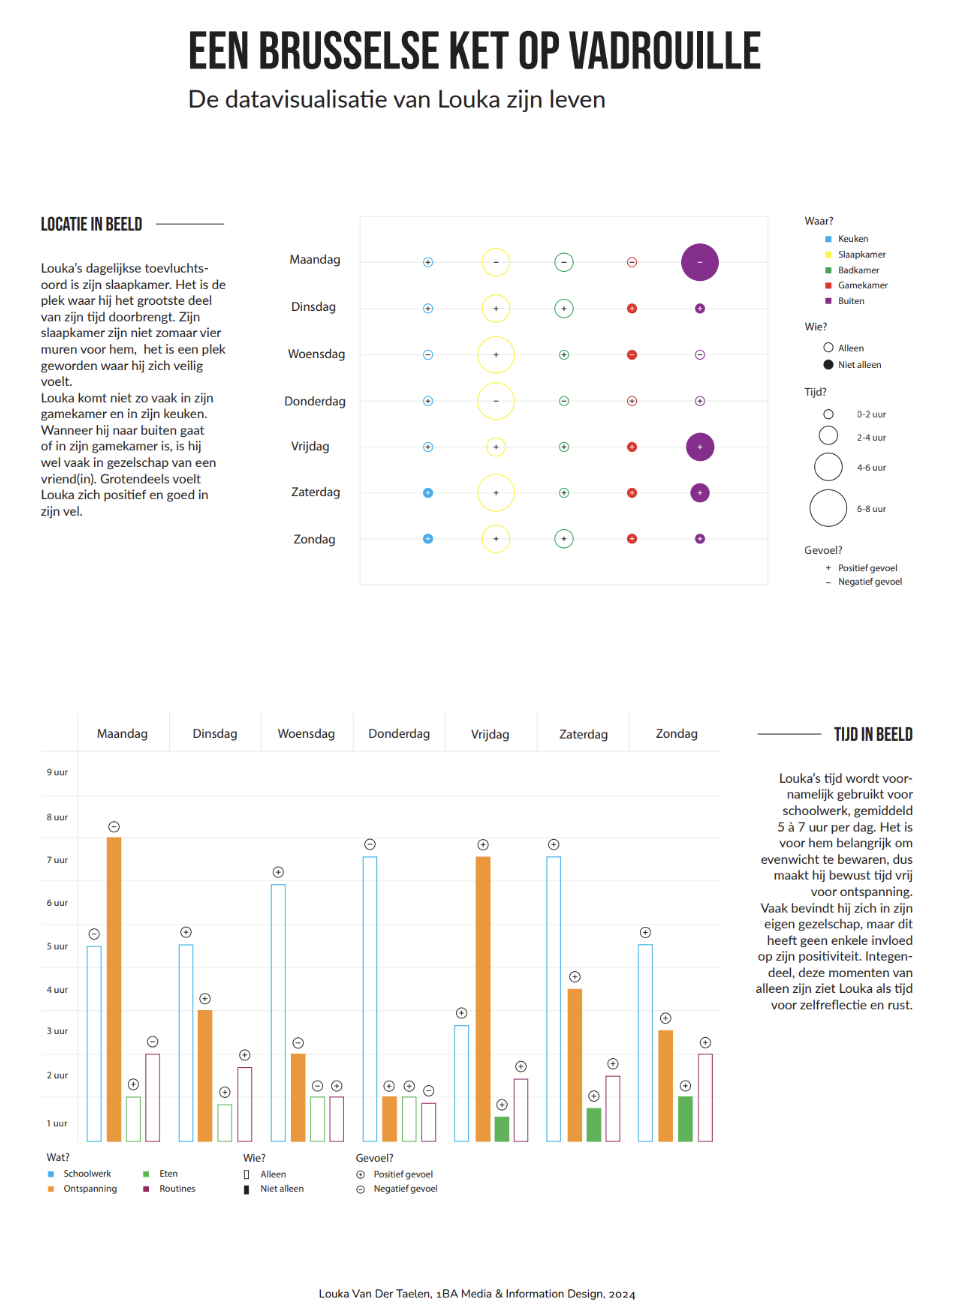 EEN BRUSSELSE KET OP VADROUILLE
De datavisualisatie van Louka zijn leven
LOCATIE IN BEELD
Louka's dagelijkse toevluchts-
oord is zijn slaapkamer. Het is de
plek waar hij het grootste deel
van zijn tijd doorbrengt. Zijn
slaapkamer zijn niet zomaar vier
muren voor hem, het is een plek
geworden waar hij zich veilig
voelt.
Louka komt niet zo vaak in zijn
gamekamer en in zijn keuken.
Wanneer hij naar buiten gaat
of in zijn gamekamer is, is hij
wel vaak in gezelschap van een
vriend(in). Grotendeels voelt
Louka zich positief en goed in
zijn vel.
Maandag
Dinsdag
Woensdag
Donderdag
Vrijdag
Zaterdag
Zondag
Waar?
Keuken
Slaapkamer
Badkamer
Gamekamer
Buiten
Wie?
Alleen
Niet alleen
Tijd?
0-2 uur
2-4 uur
4-6 uur
6-8 uur
Gevoel?
+ Positief gevoel
– Negatief gevoel
Maandag Dinsdag Woensdag Donderdag Vrijdag Zaterdag Zondag
9 uur
8 uur
7 uur
6 uur
5 uur
4 uur
3 uur
2 uur
1 uur
TIJD IN BEELD
Louka's tijd wordt voor-
namelijk gebruikt voor
schoolwerk, gemiddeld
5 à 7 uur per dag. Het is
voor hem belangrijk om
evenwicht te bewaren, dus
maakt hij bewust tijd vrij
voor ontspanning.
Vaak bevindt hij zich in zijn
eigen gezelschap, maar dit
heeft geen enkele invloed
op zijn positiviteit. Integen-
deel, deze momenten van
alleen zijn ziet Louka als tijd
voor zelfreflectie en rust.
Wat?
Schoolwerk
Ontspanning
Eten
Routines
Wie?
Alleen
Niet alleen
Gevoel?
Positief gevoel
Negatief gevoel
Louka Van Der Taelen, 1BA Media & Information Design, 2024